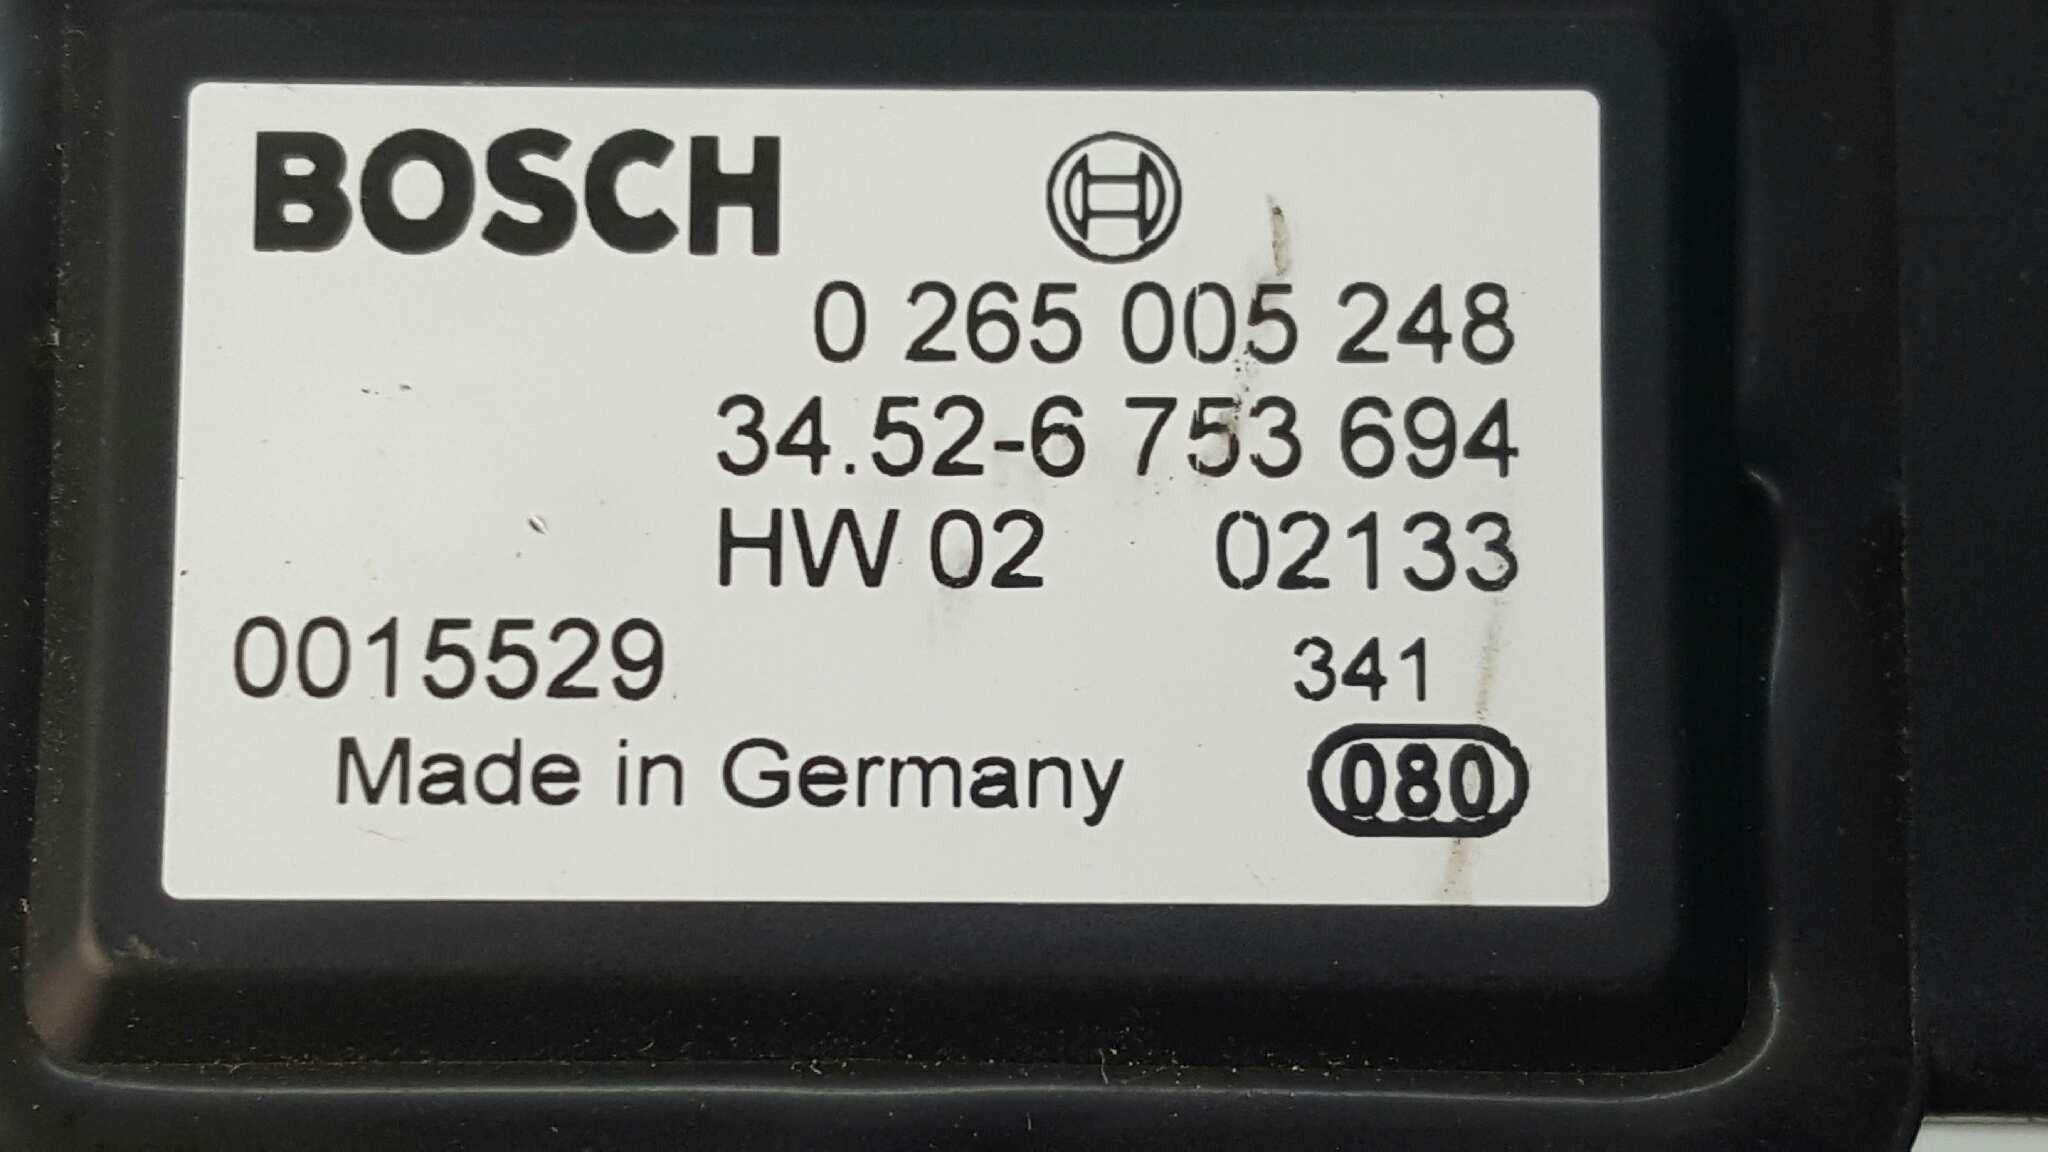 BOSCH
0 265 005 248
34.52-6 753 694
HW 02 02133
0015529 341
Made in Germany 080